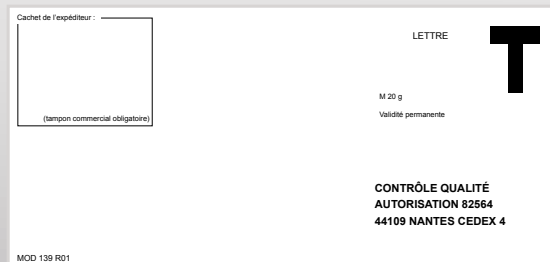 Cachet de l'expéditeur :
(tampon commercial obligatoire)
LETTRE
T
M 20 g
Validité permanente
CONTRÔLE QUALITÉ
AUTORISATION 82564
44109 NANTES CEDEX 4
MOD 139 R01